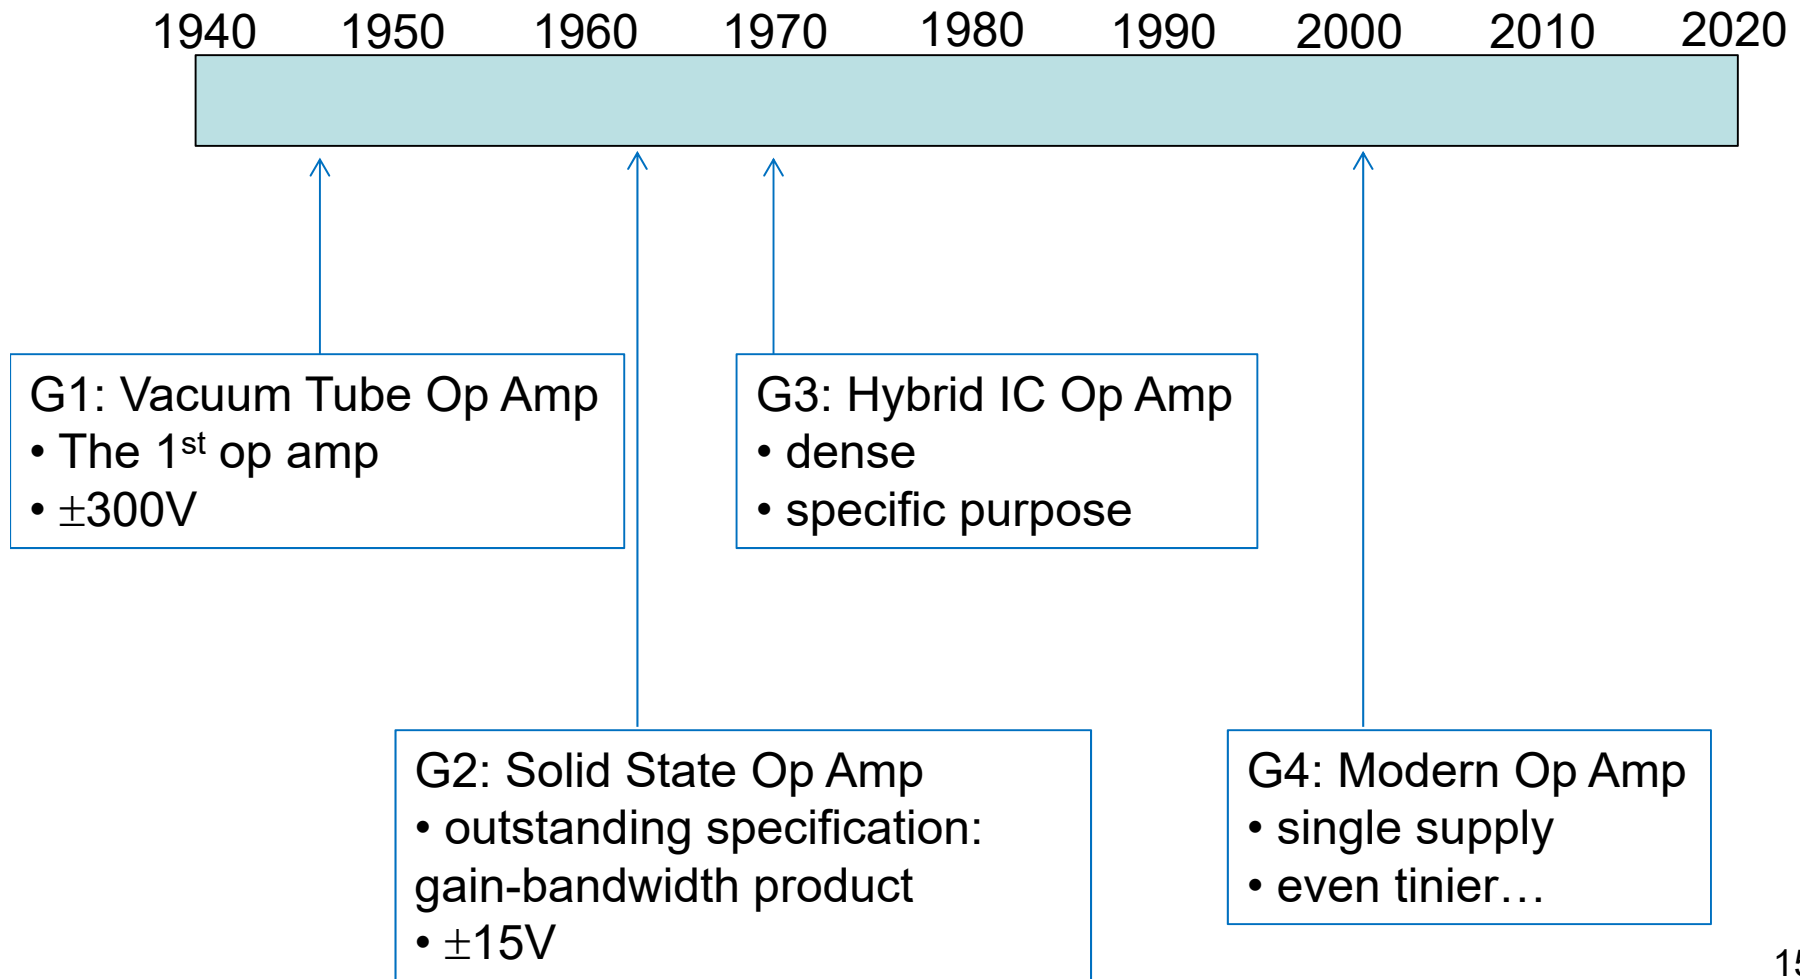 1940 1950 1960 1970 1980 1990 2000 2010 2020
G1: Vacuum Tube Op Amp
• The 1st op amp
• ±300V
G3: Hybrid IC Op Amp
• dense
• specific purpose
G2: Solid State Op Amp
• outstanding specification:
gain-bandwidth product
• ±15V
G4: Modern Op Amp
• single supply
• even tinier…
15